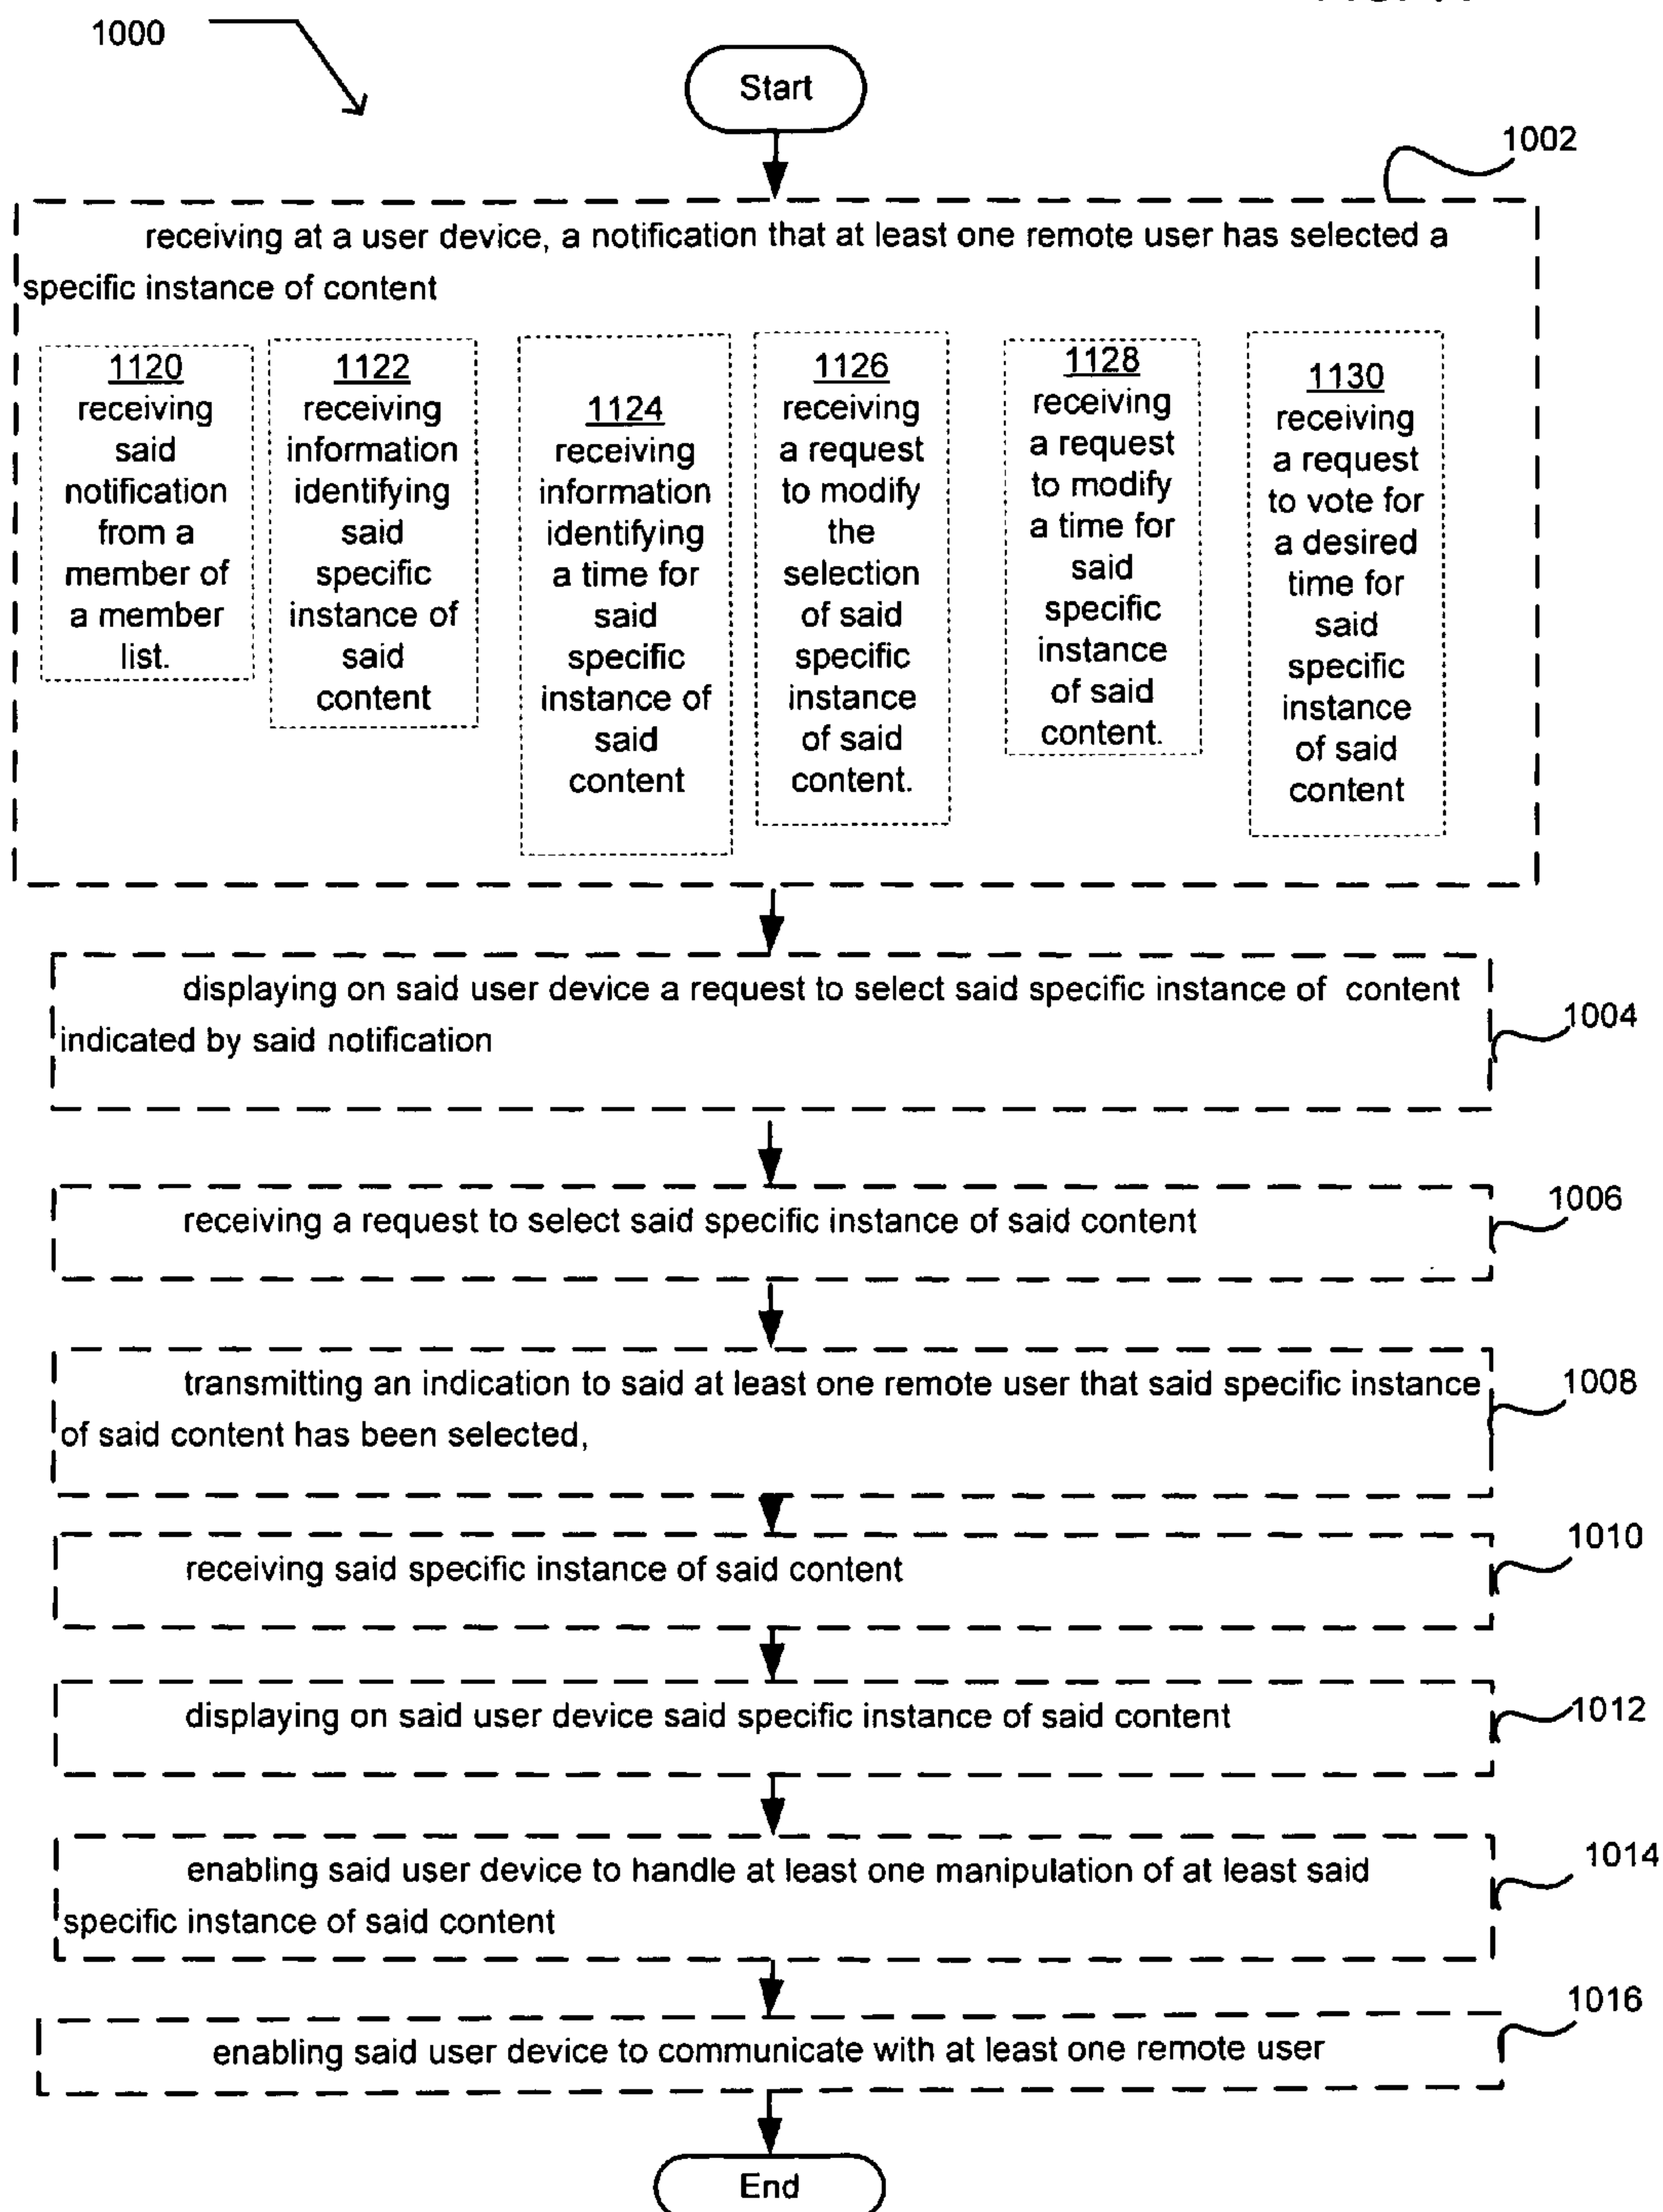 1000
Start
1002
receiving at a user device, a notification that at least one remote user has selected a
specific instance of content
1120
receiving
said
notification
from a
member of
a member
list.
1122
receiving
information
identifying
said
specific
instance of
said
content
1124
receiving
information
identifying
a time for
said
specific
instance of
said
content
1126
receiving
a request
to modify
the
selection
of said
specific
instance
of said
content.
1128
receiving
a request
to modify
a time for
said
specific
instance
of said
content.
1130
receiving
a request
to vote for
a desired
time for
said
specific
instance
of said
content
displaying on said user device a request to select said specific instance of content
indicated by said notification
1004
receiving a request to select said specific instance of said content
1006
transmitting an indication to said at least one remote user that said specific instance
of said content has been selected,
1008
receiving said specific instance of said content
1010
displaying on said user device said specific instance of said content
1012
enabling said user device to handle at least one manipulation of at least said
specific instance of said content
1014
enabling said user device to communicate with at least one remote user
1016
End